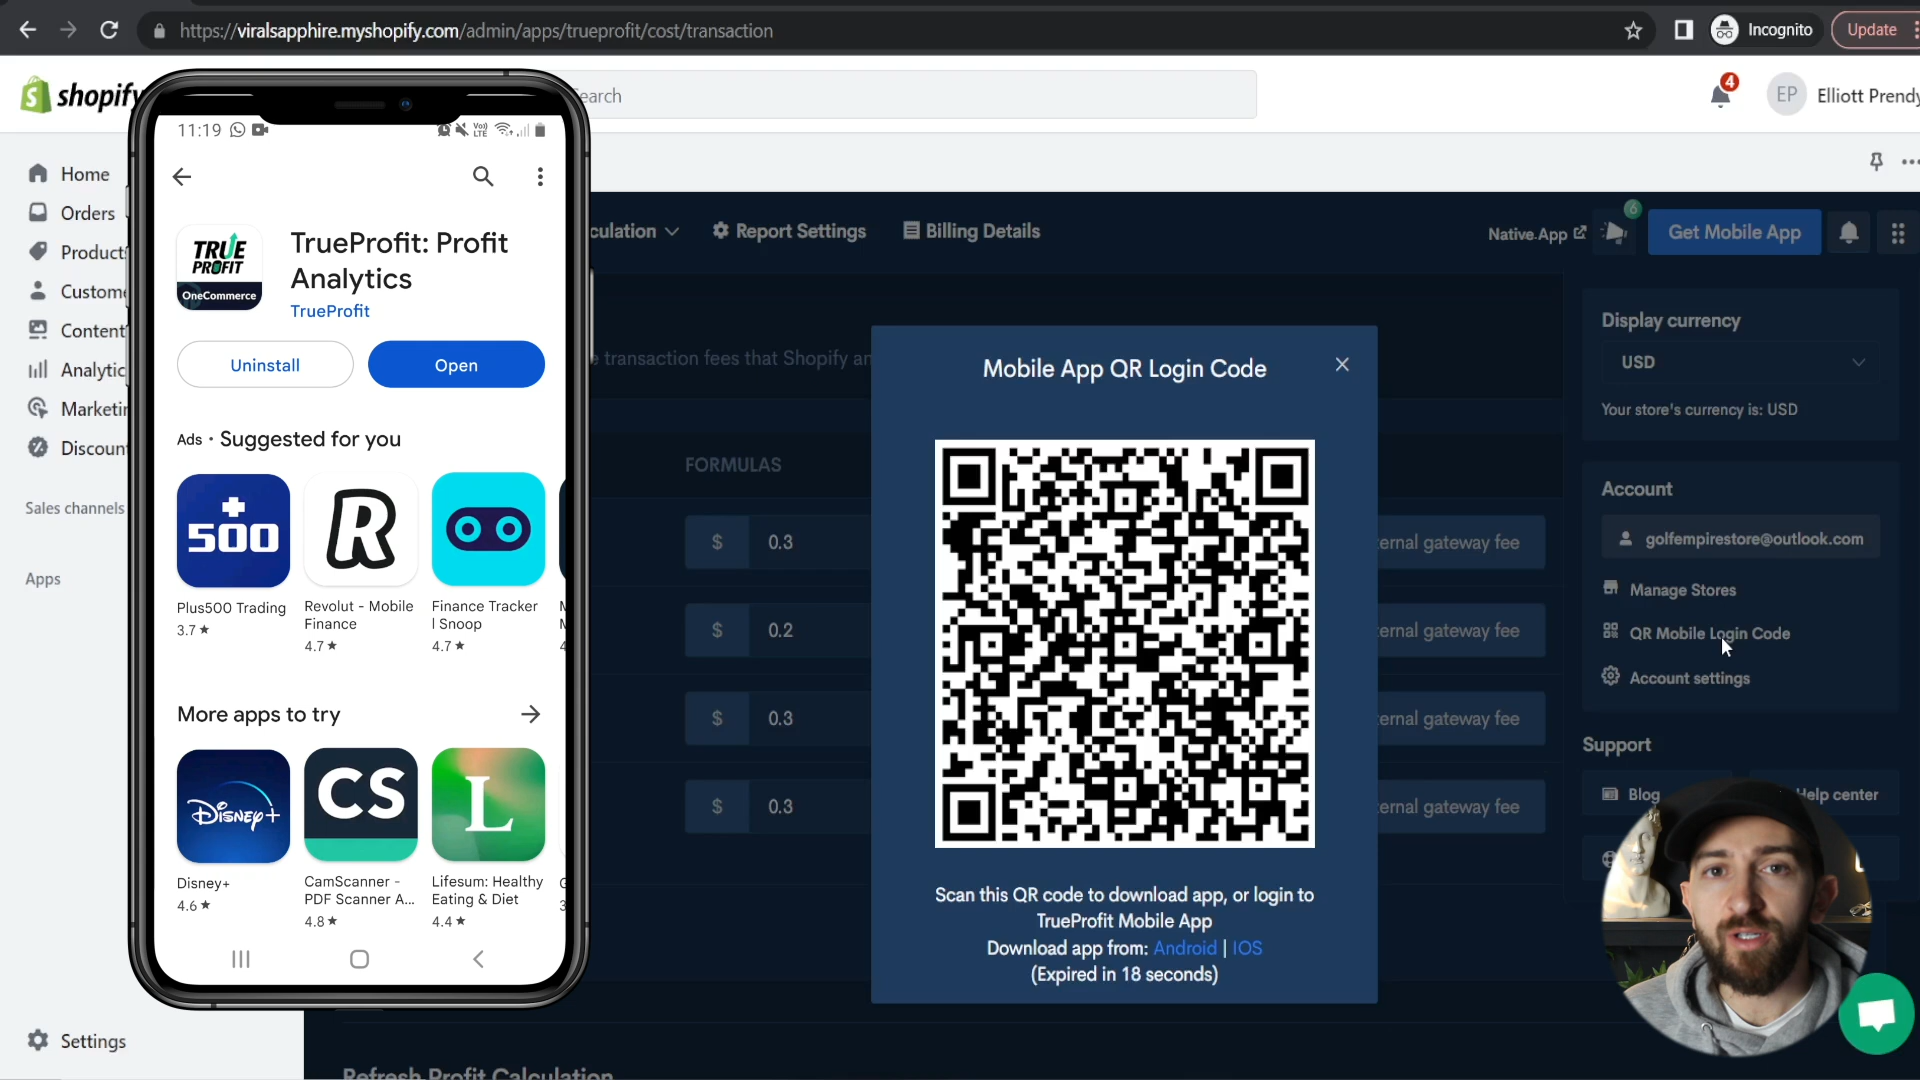 https://viralsapphire.myshopify.com/admin/apps/trueprofit/cost/transaction
Incognito
Update
shopify
earch
4
EP
Elliott Prendy
Home
Orders
Product
Custome
Content
Analytic
Marketin
Discount
Sales channels
Apps
Settings
11:19
VoJ)
LTE
TRUE
PROFIT
OneCommerce
TrueProfit: Profit
Analytics
TrueProfit
Uninstall
Open
Ads • Suggested for you
500
R
Plus500 Trading
3.7 ★
Revolut - Mobile
Finance
4.7 ★
Finance Tracker
| Snoop
4.7 ★
More apps to try
Disney+
CS
L
Disney+
4.6 ★
CamScanner -
PDF Scanner A...
4.8 ★
Lifesum: Healthy
Eating & Diet
4.4 ★
culation
Report Settings
Billing Details
Native App
6
Get Mobile App
e transaction fees that Shopify an
FORMULAS
$ 0.3
ernal gateway fee
$ 0.2
ernal gateway fee
$ 0.3
ernal gateway fee
$ 0.3
ernal gateway fee
Refresh Profit Calculation
Mobile App QR Login Code
Scan this QR code to download app, or login to
TrueProfit Mobile App
Download app from: Android | IOS
(Expired in 18 seconds)
Display currency
USD
Your store's currency is: USD
Account
golfempirestore@outlook.com
Manage Stores
QR Mobile Login Code
Account settings
Support
Blog
Help center